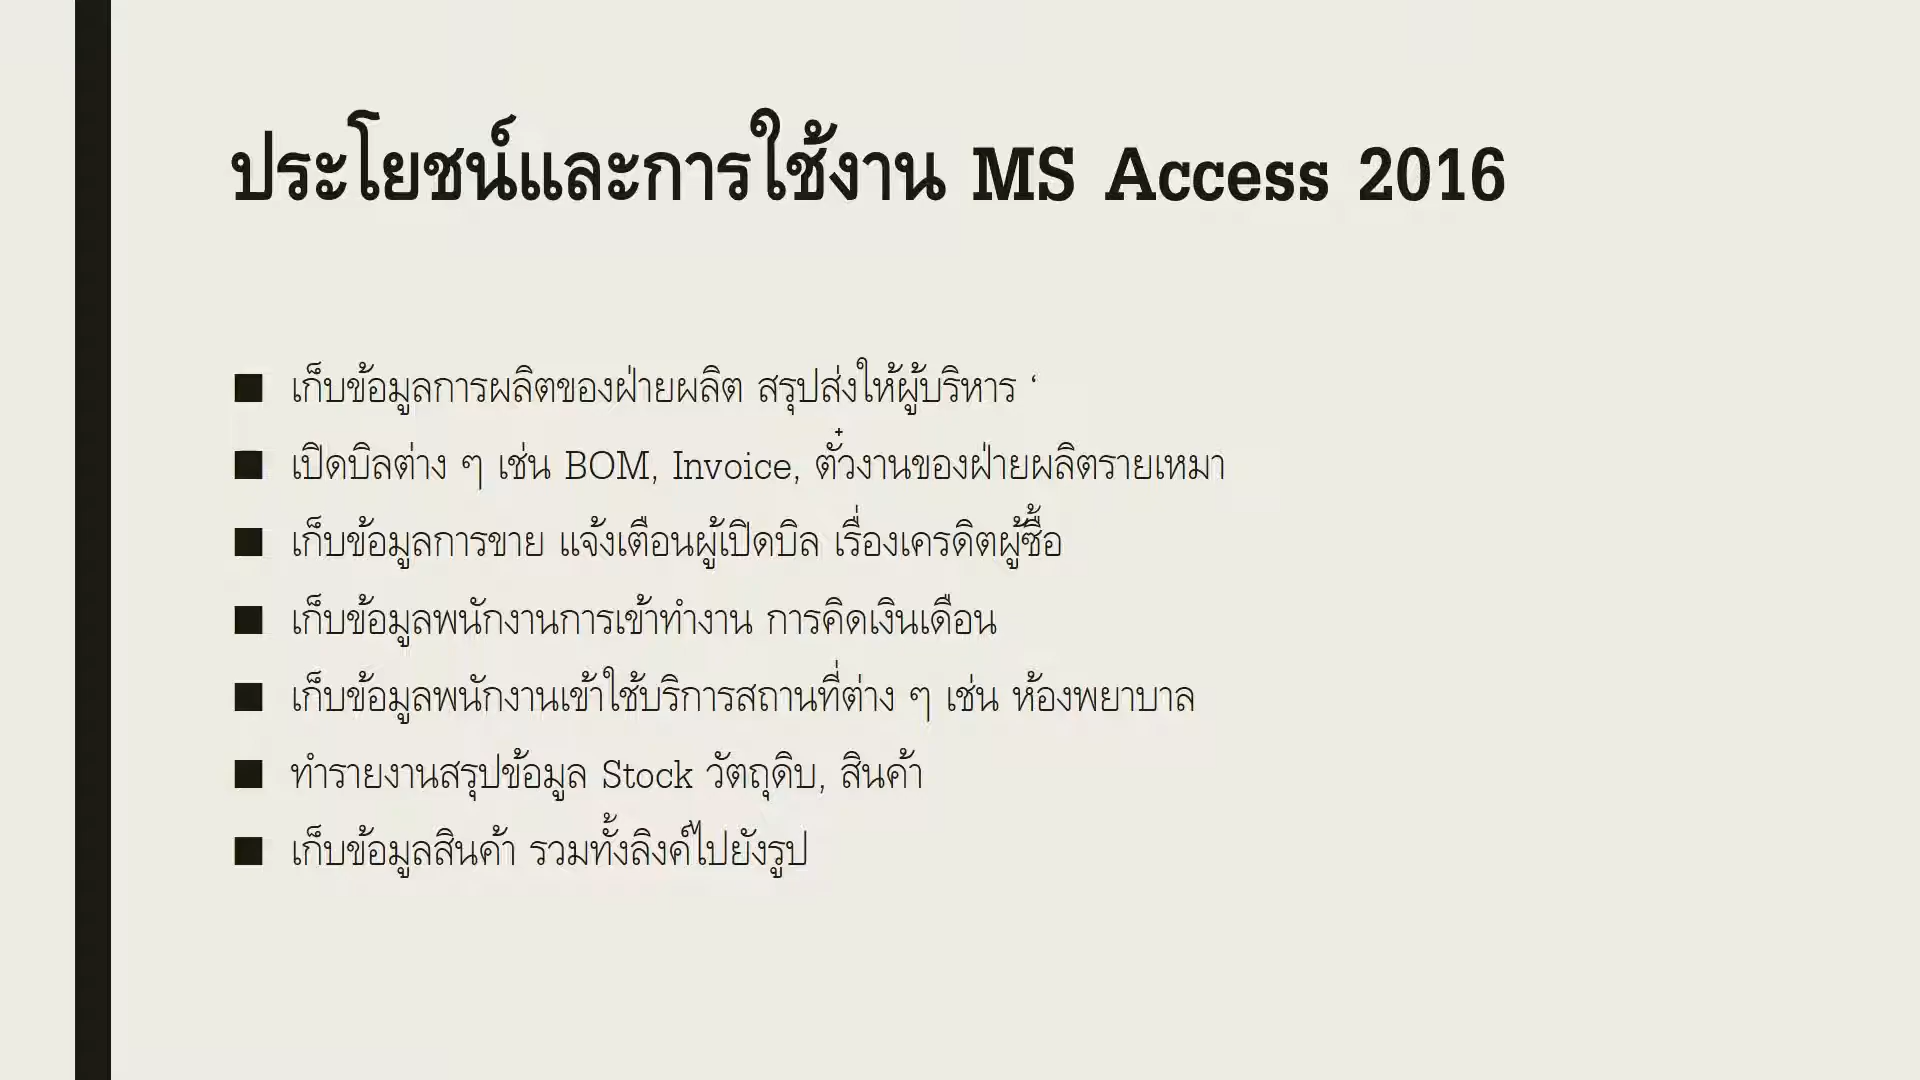 ประโยชน์และการใช้งาน MS Access 2016
■ เก็บข้อมูลการผลิตของฝ่ายผลิต สรุปส่งให้ผู้บริหาร ‘
■ เปิดบิลต่าง ๆ เช่น BOM, Invoice, ตั๋วงานของฝ่ายผลิตรายเหมา
■ เก็บข้อมูลการขาย แจ้งเตือนผู้เปิดบิล เรื่องเครดิตผู้ซื้อ
■ เก็บข้อมูลพนักงานการเข้าทำงาน การคิดเงินเดือน
■ เก็บข้อมูลพนักงานเข้าใช้บริการสถานที่ต่าง ๆ เช่น ห้องพยาบาล
■ ทำรายงานสรุปข้อมูล Stock วัตถุดิบ, สินค้า
■ เก็บข้อมูลสินค้า รวมทั้งลิงค์ไปยังรูป